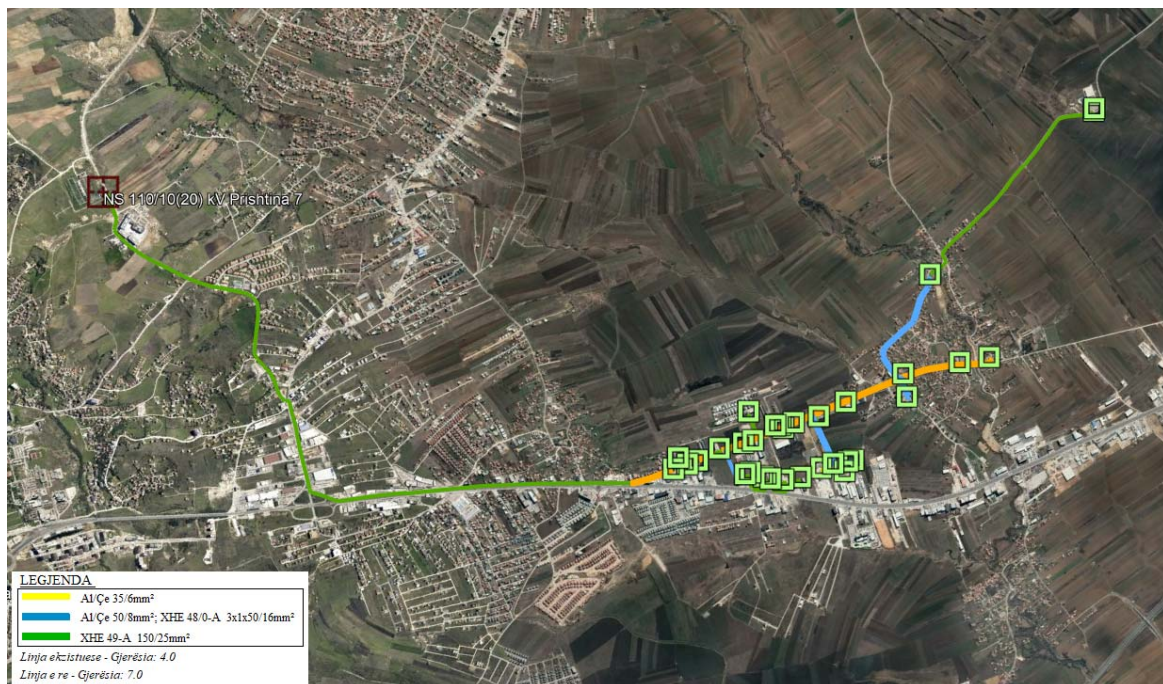 NS 110/10(20) kV Prishtina 7
LEGJENDA
Al/Çe 35/6mm²
Al/Çe 50/8mm²; XHE 48/0-A 3x1x50/16mm²
XHE 49-A 150/25mm²
Linja ekzistuese - Gjerësia: 4.0
Linja e re - Gjerësia: 7.0